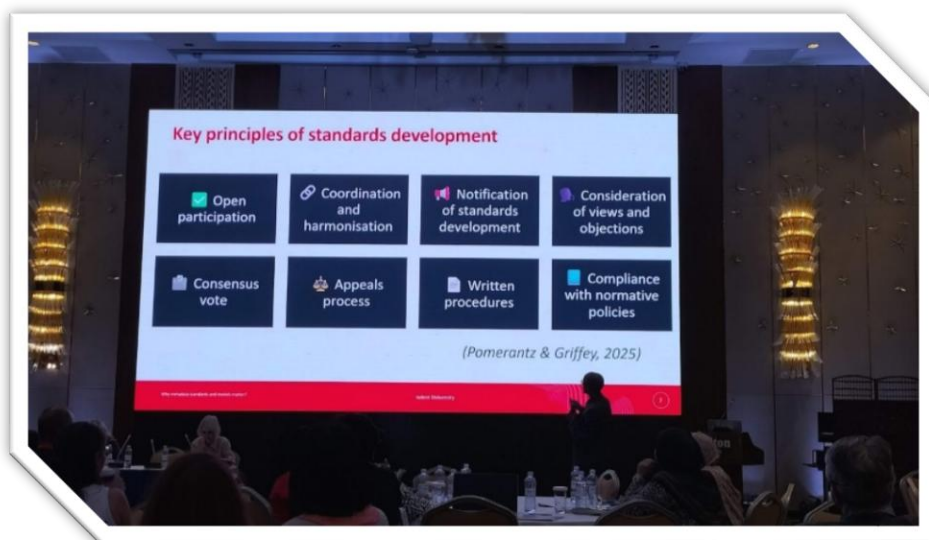 Key principles of standards development
Open
participation
Coordination
and
harmonisation
Notification
of standards
development
Consideration
of views and
objections
Consensus
vote
Appeals
process
Written
procedures
Compliance
with normative
policies
(Pomerantz & Griffey, 2025)